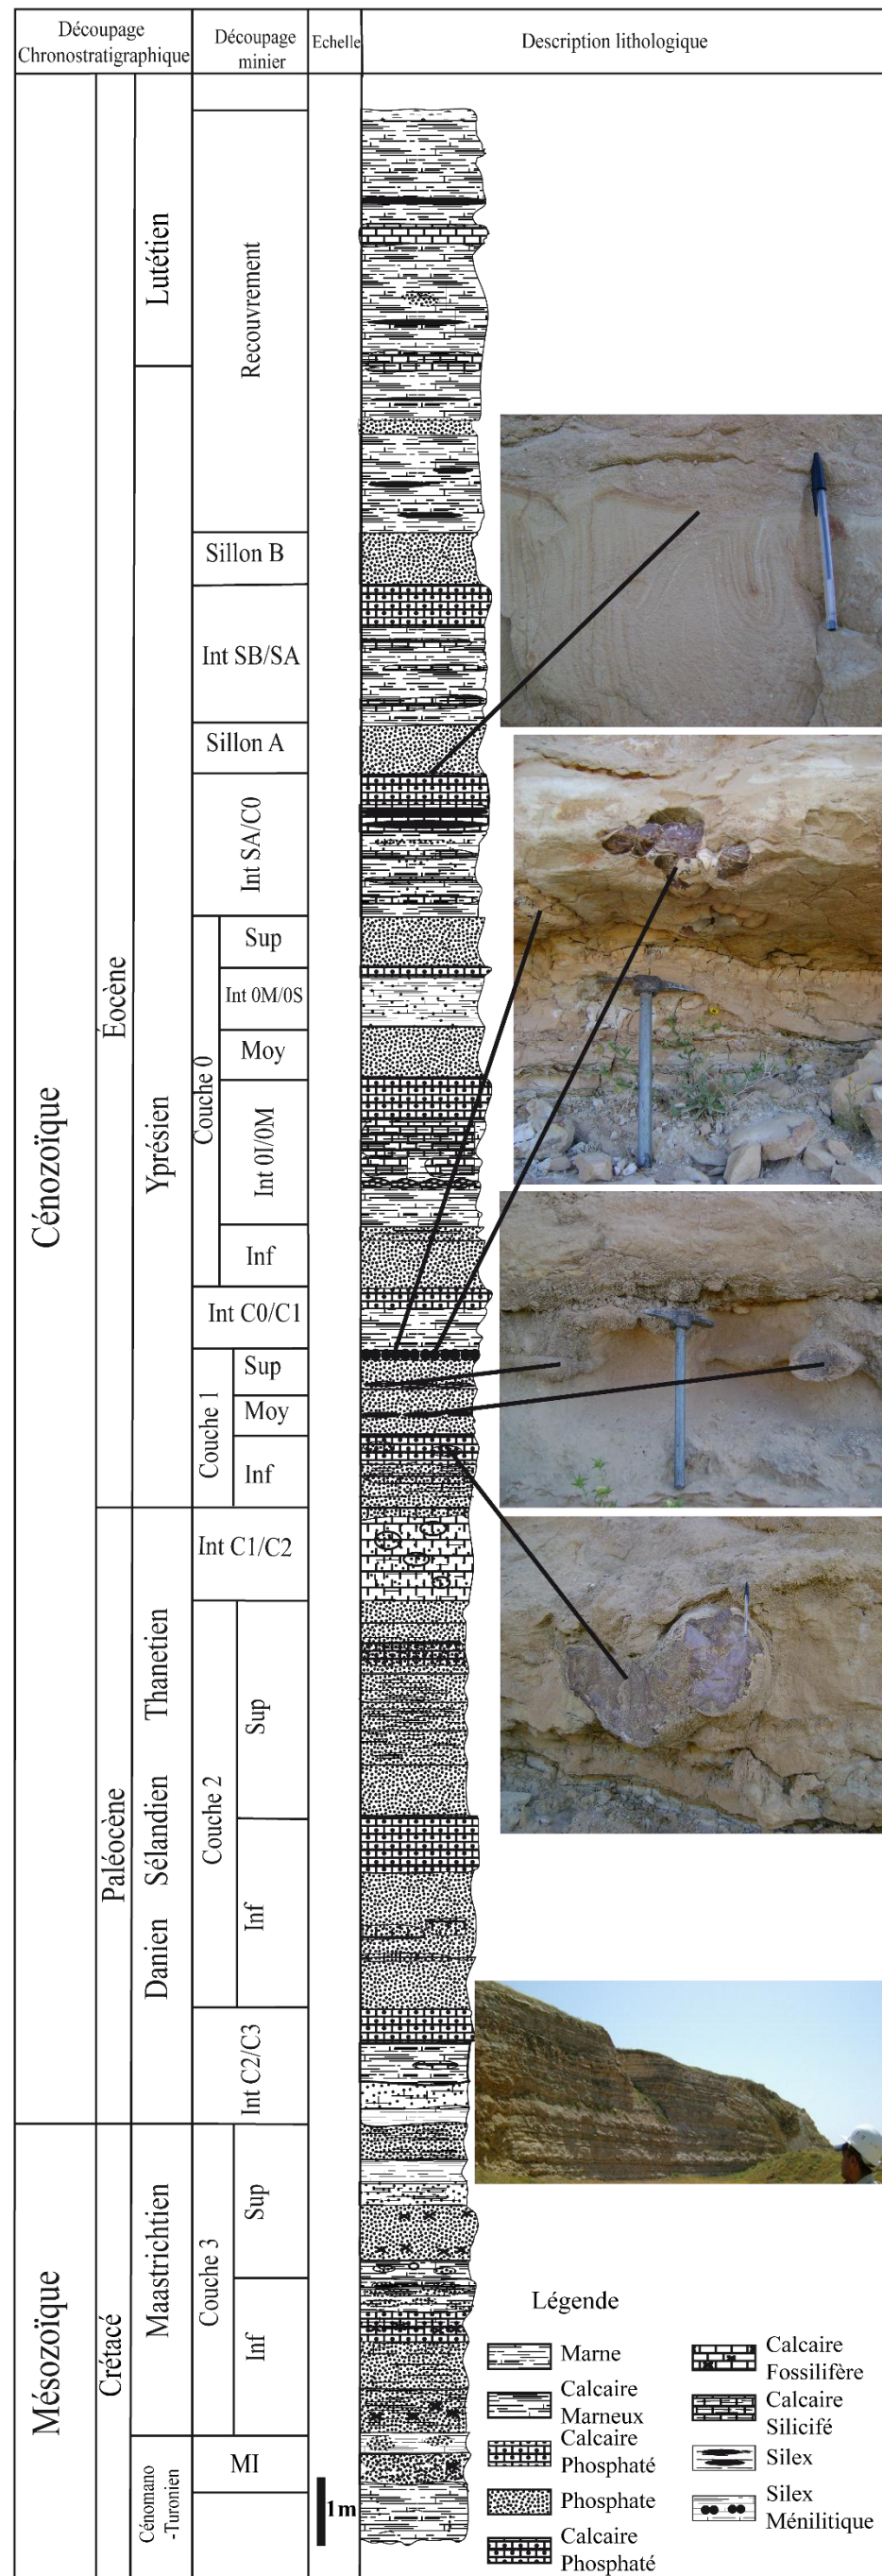 Découpage
Chronostratigraphique
Découpage
minier
Echelle
Description lithologique
Cénozoïque
Éocène
Lutétien
Yprésien
Recouvrement
Sillon B
Int SB/SA
Sillon A
Int SA/C0
Couche 0
Sup
Int 0M/0S
Moy
Int 0I/0M
Inf
Int C0/C1
Couche 1
Sup
Moy
Inf
Paléocène
Thanetien
Sélandien
Danien
Int C1/C2
Couche 2
Sup
Inf
Int C2/C3
Mésozoïque
Crétacé
Maastrichtien
Couche 3
Sup
Inf
Cénomano
-Turonien
MI
1m
Légende
Marne
Calcaire
Marneux
Calcaire
Phosphaté
Phosphate
Calcaire
Phosphaté
Calcaire
Fossilifère
Calcaire
Silicifé
Silex
Silex
Ménilitique